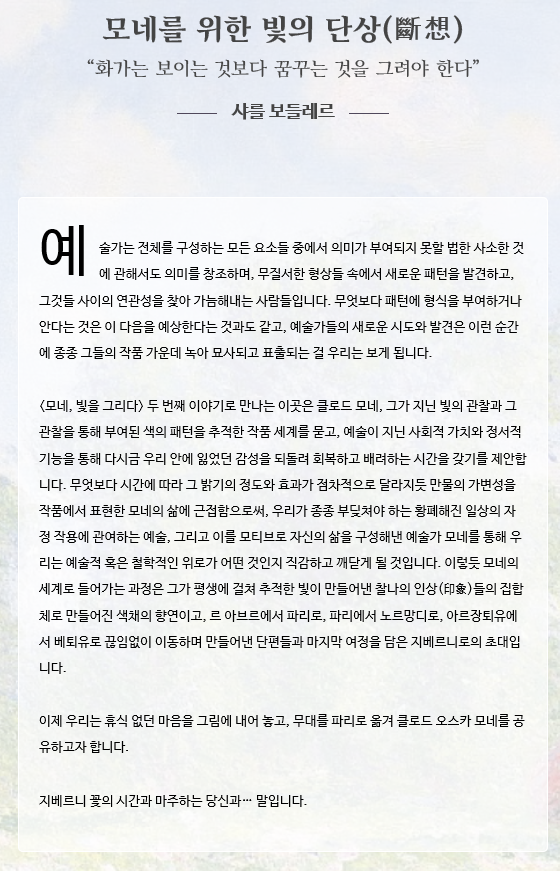 모네를 위한 빛의 단상(斷想)
“화가는 보이는 것보다 꿈꾸는 것을 그려야 한다”
샤를 보들레르
예술가는 전체를 구성하는 모든 요소들 중에서 의미가 부여되지 못할 법한 사소한 것
에 관해서도 의미를 창조하며, 무질서한 형상들 속에서 새로운 패턴을 발견하고,
그것들 사이의 연관성을 찾아 가늠해내는 사람들입니다. 무엇보다 패턴에 형식을 부여하거나
안다는 것은 이 다음을 예상한다는 것과도 같고, 예술가들의 새로운 시도와 발견은 이런 순간
에 종종 그들의 작품 가운데 녹아 묘사되고 표출되는 걸 우리는 보게 됩니다.
<모네, 빛을 그리다> 두 번째 이야기로 만나는 이곳은 클로드 모네, 그가 지닌 빛의 관찰과 그
관찰을 통해 부여된 색의 패턴을 추적한 작품 세계를 묻고, 예술이 지닌 사회적 가치와 정서적
기능을 통해 다시금 우리 안에 잃었던 감성을 되돌려 회복하고 배려하는 시간을 갖기를 제안합
니다. 무엇보다 시간에 따라 그 밝기의 정도와 효과가 점차적으로 달라지듯 만물의 가변성을
작품에서 표현한 모네의 삶에 근접함으로써, 우리가 종종 부딪쳐야 하는 황폐해진 일상의 자
정 작용에 관여하는 예술, 그리고 이를 모티브로 자신의 삶을 구성해낸 예술가 모네를 통해 우
리는 예술적 혹은 철학적인 위로가 어떤 것인지 직감하고 깨닫게 될 것입니다. 이렇듯 모네의
세계로 들어가는 과정은 그가 평생에 걸쳐 추적한 빛이 만들어낸 찰나의 인상(印象)들의 집합
체로 만들어진 색채의 향연이고, 르 아브르에서 파리로, 파리에서 노르망디로, 아르장퇴유에
서 베퇴유로 끊임없이 이동하며 만들어낸 단편들과 마지막 여정을 담은 지베르니로의 초대입
니다.
이제 우리는 휴식 없던 마음을 그림에 내어 놓고, 무대를 파리로 옮겨 클로드 오스카 모네를 공
유하고자 합니다.
지베르니 꽃의 시간과 마주하는 당신과… 말입니다.